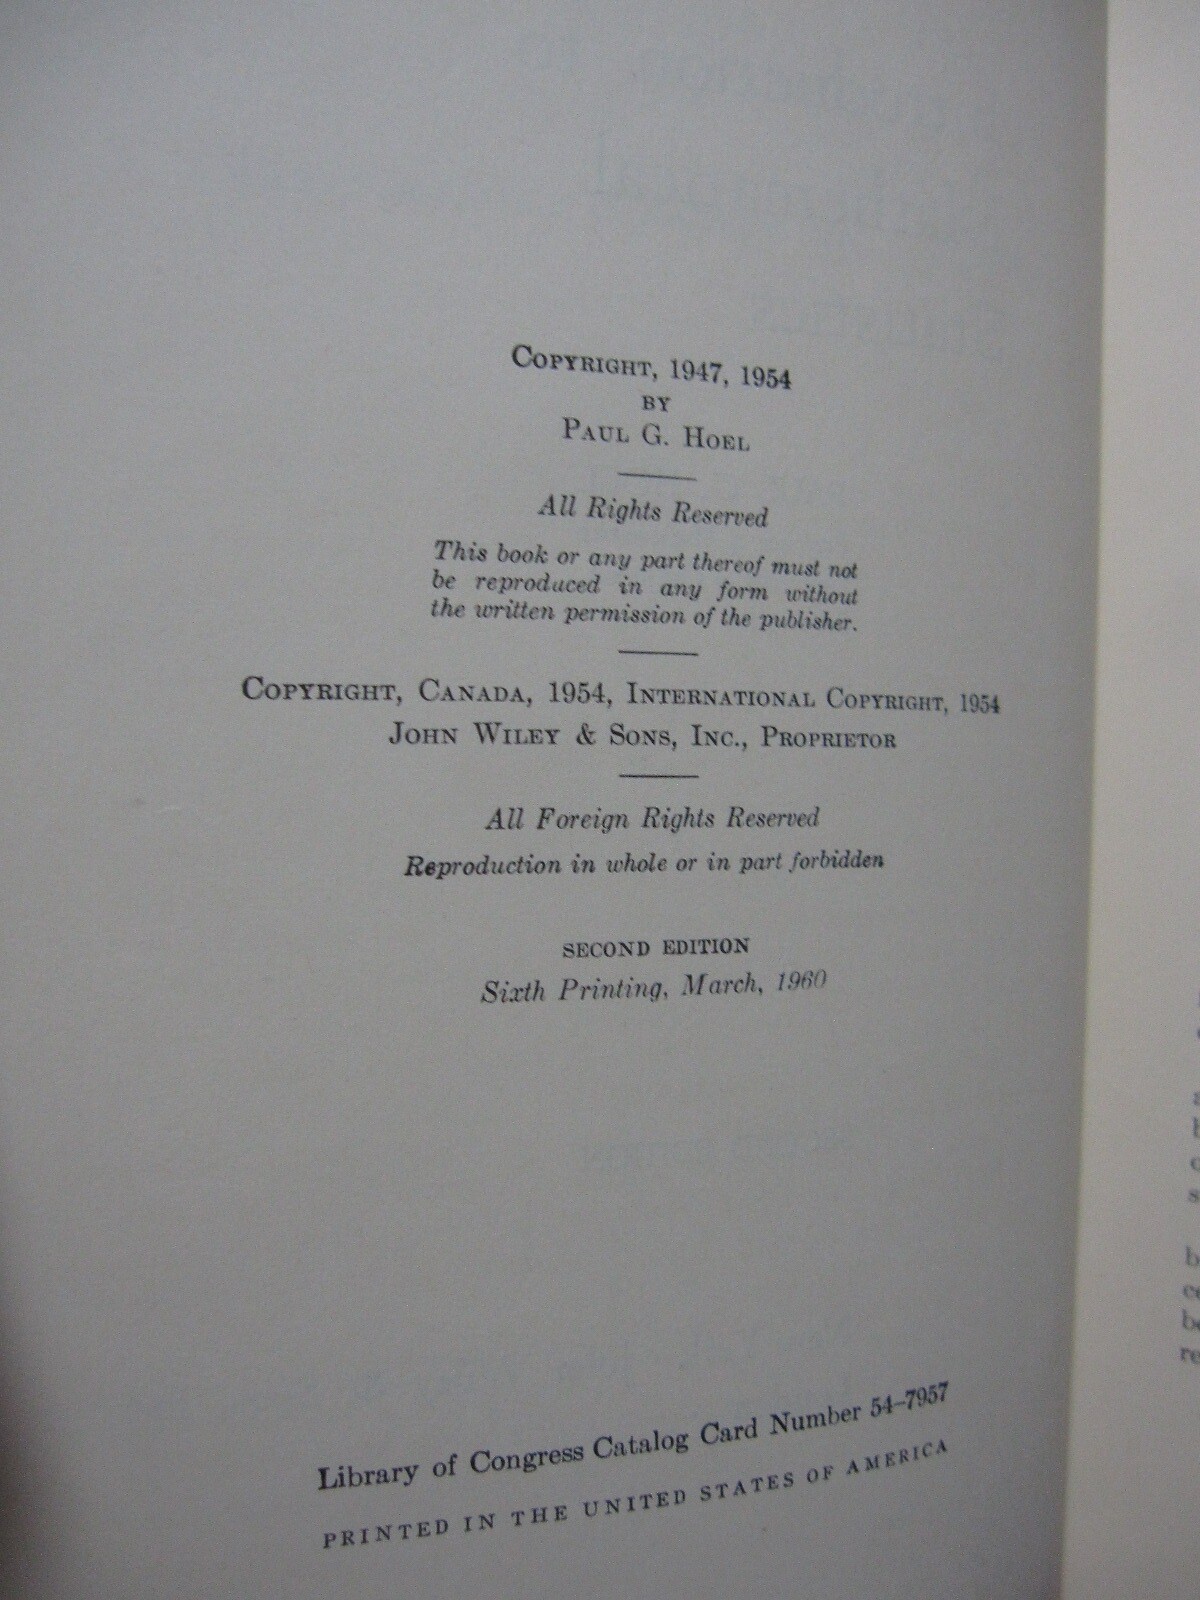 COPYRIGHT, 1947, 1954
BY
PAUL G. HOEL
All Rights Reserved
This book or any part thereof must not
be reproduced in any form without
the written permission of the publisher.
COPYRIGHT, CANADA, 1954, INTERNATIONAL COPYRIGHT, 1954
JOHN WILEY & SONS, INC., PROPRIETOR
All Foreign Rights Reserved
Reproduction in whole or in part forbidden
SECOND EDITION
Sixth Printing, March, 1960
Library of Congress Catalog Card Number 54-7957
PRINTED IN THE UNITED STATES OF AMERICA